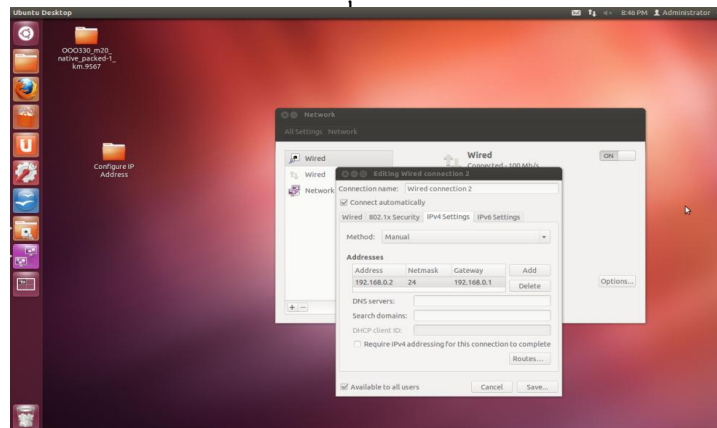 Ubuntu Desktop
8:46 PM Administrator
OOO330_m20_
native_packed-1_
km.9567
Configure IP
Address
Network
All Settings Network
Wired
Wired
Network
Wired
Connected - 100 Mb/s
ON
Options...
Editing Wired connection 2
Connection name: Wired connection 2
Connect automatically
Wired 802.1x Security IPv4 Settings IPv6 Settings
Method: Manual
Addresses
Address Netmask Gateway Add
192.168.0.2 24 192.168.0.1 Delete
DNS servers:
Search domains:
DHCP client ID:
Require IPv4 addressing for this connection to complete
Routes...
Available to all users Cancel Save...